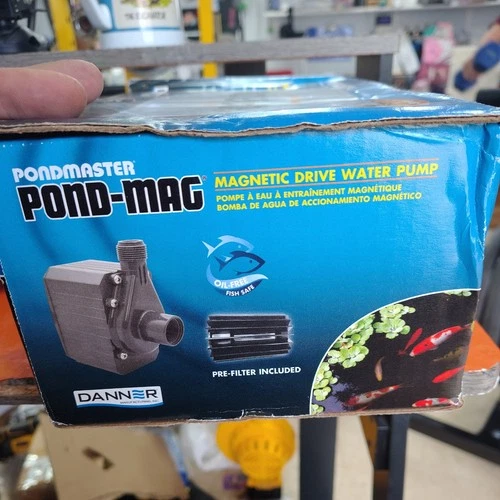 PONDMASTER
POND-MAG
MAGNETIC DRIVE WATER PUMP
POMPE À EAU À ENTRAÎNEMENT MAGNÉTIQUE
BOMBA DE AGUA DE ACCIONAMIENTO MAGNÉTICO
OIL-FREE
FISH SAFE
PRE-FILTER INCLUDED
DANNER